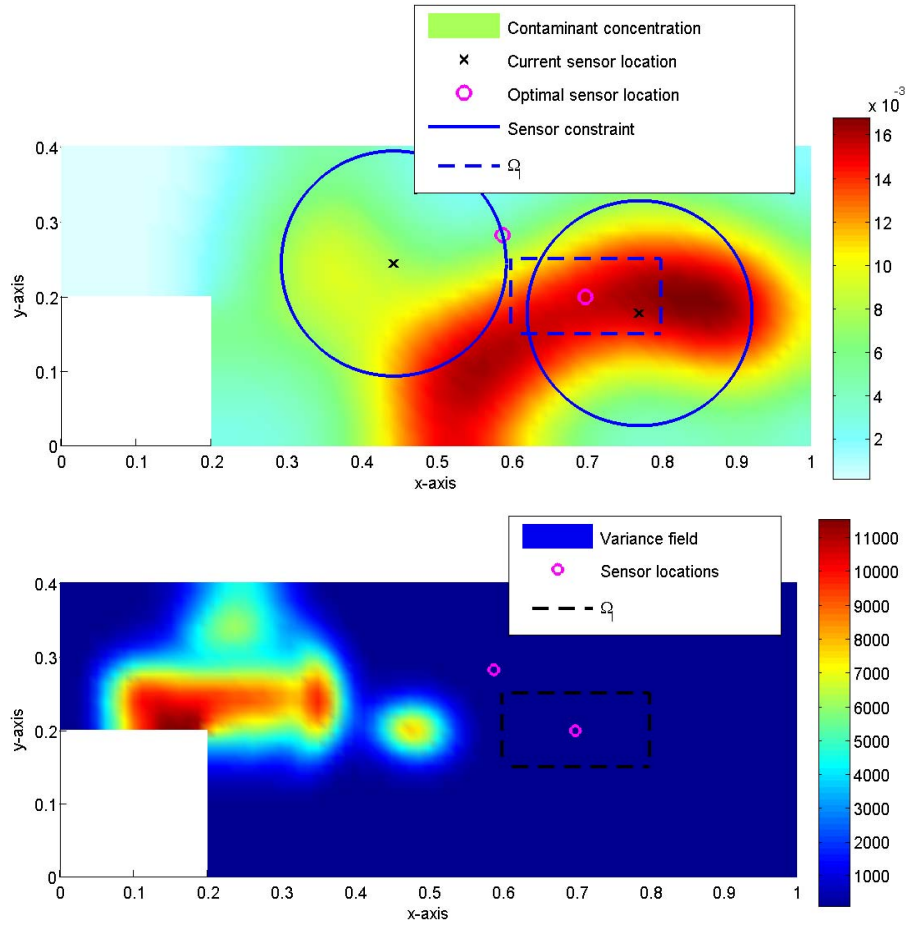 Contaminant concentration
Current sensor location
Optimal sensor location
Sensor constraint
Ω_l
x 10^-3
16
14
12
10
8
6
4
2
0.4
0.3
0.2
0.1
0
y-axis
0 0.1 0.2 0.3 0.4 0.5 0.6 0.7 0.8 0.9 1
x-axis
Variance field
Sensor locations
Ω_l
11000
10000
9000
8000
7000
6000
5000
4000
3000
2000
1000
0.4
0.3
0.2
0.1
0
y-axis
0 0.1 0.2 0.3 0.4 0.5 0.6 0.7 0.8 0.9 1
x-axis